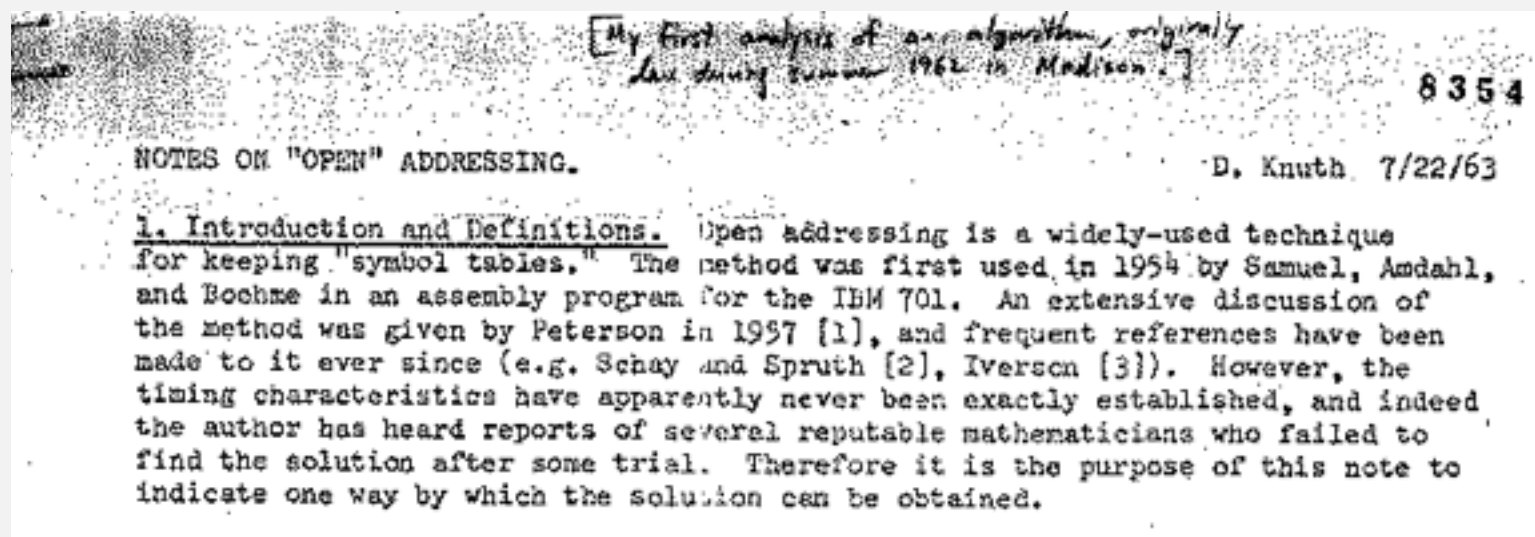 [My first analysis of an algorithm, originally
done during summer 1962 in Madison.]
8354
NOTES ON "OPEN" ADDRESSING.
D. Knuth 7/22/63
1. Introduction and Definitions. Open addressing is a widely-used technique
for keeping "symbol tables." The method was first used in 1954 by Samuel, Amdahl,
and Boehme in an assembly program for the IBM 701. An extensive discussion of
the method was given by Peterson in 1957 [1], and frequent references have been
made to it ever since (e.g. Schay and Spruth [2], Iverson [3]). However, the
timing characteristics have apparently never been exactly established, and indeed
the author has heard reports of several reputable mathematicians who failed to
find the solution after some trial. Therefore it is the purpose of this note to
indicate one way by which the solution can be obtained.